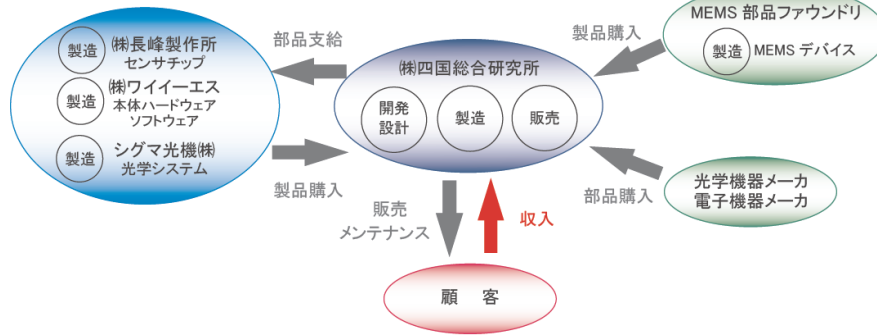 製造
㈱長峰製作所
センサチップ
製造
㈱ワイイーエス
本体ハードウェア
ソフトウェア
製造
シグマ光機㈱
光学システム
部品支給
製品購入
㈱四国総合研究所
開発
設計
製造
販売
製品購入
MEMS 部品ファウンドリ
製造
MEMS デバイス
部品購入
光学機器メーカ
電子機器メーカ
販売
メンテナンス
収入
顧　客